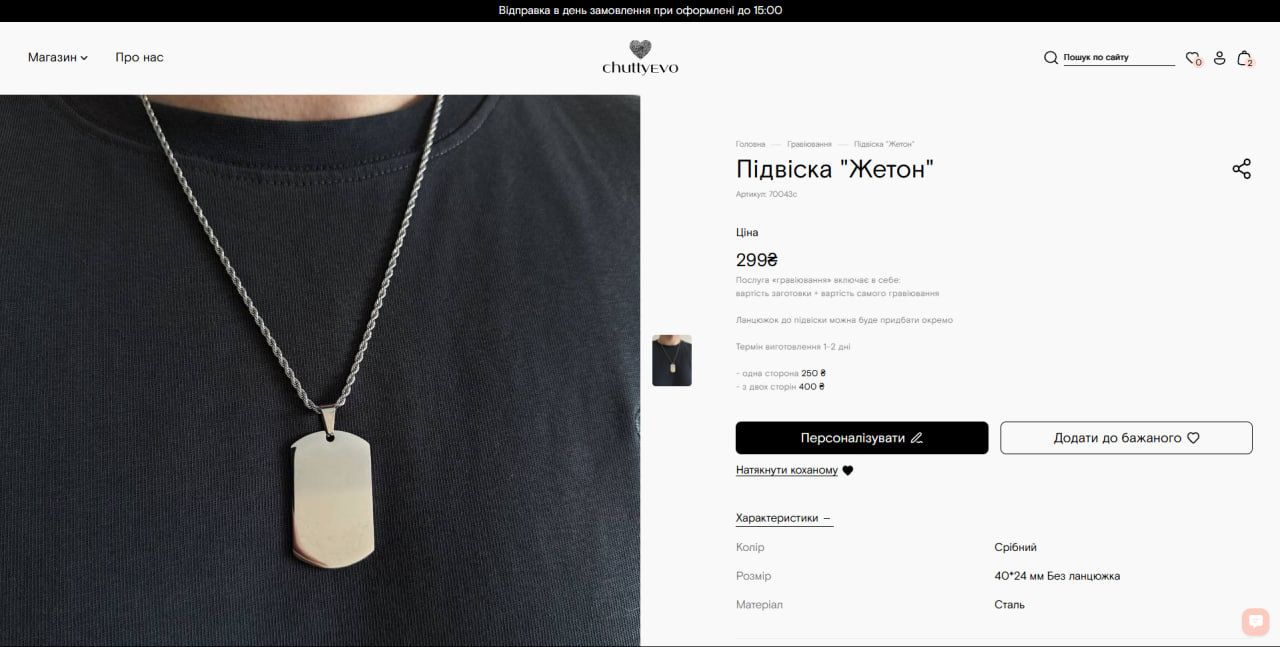 Відправка в день замовлення при оформлені до 15:00
Магазин
Про нас
chuttyEvo
Пошук по сайту
0
2
Головна — Гравіювання — Підвіска "Жетон"
Підвіска "Жетон"
Артикул: 70043c
Ціна
299₴
Послуга «гравіювання» включає в себе:
вартість заготовки + вартість самого гравіювання
Ланцюжок до підвіски можна буде придбати окремо
Термін виготовлення 1-2 дні
- одна сторона 250 ₴
- з двох сторін 400 ₴
Персоналізувати
Додати до бажаного
Натякнути коханому
Характеристики –
Колір Срібний
Розмір 40*24 мм Без ланцюжка
Матеріал Сталь